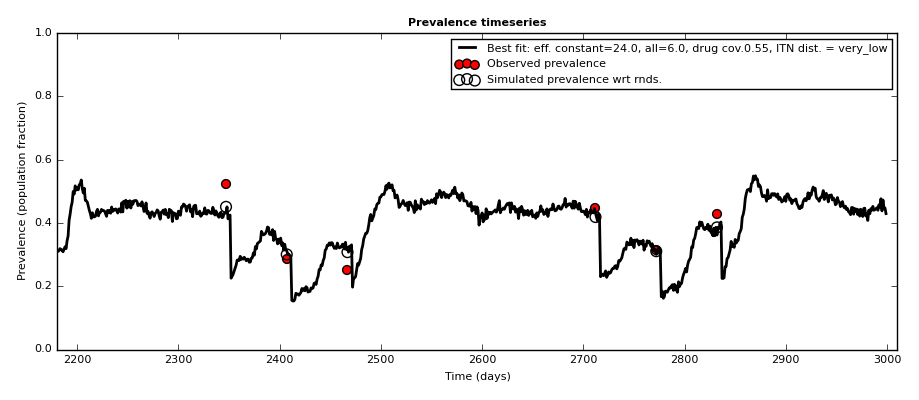 Prevalence timeseries
1.0
0.8
0.6
0.4
0.2
0.0
Prevalence (population fraction)
Best fit: eff. constant=24.0, all=6.0, drug cov.0.55, ITN dist. = very_low
Observed prevalence
Simulated prevalence wrt rnds.
2200 2300 2400 2500 2600 2700 2800 2900 3000
Time (days)